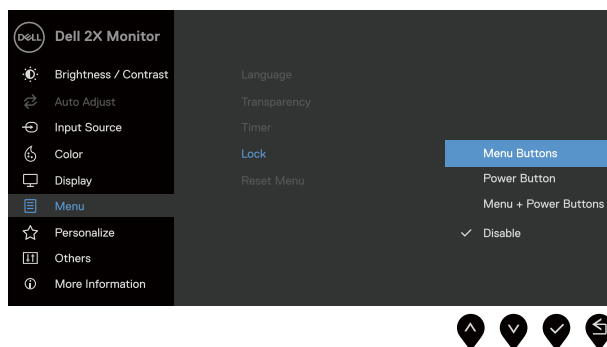 DELL Dell 2X Monitor
Brightness / Contrast
Auto Adjust
Input Source
Color
Display
Menu
Personalize
Others
More Information
Language
Transparency
Timer
Lock
Reset Menu
Menu Buttons
Power Button
Menu + Power Buttons
Disable